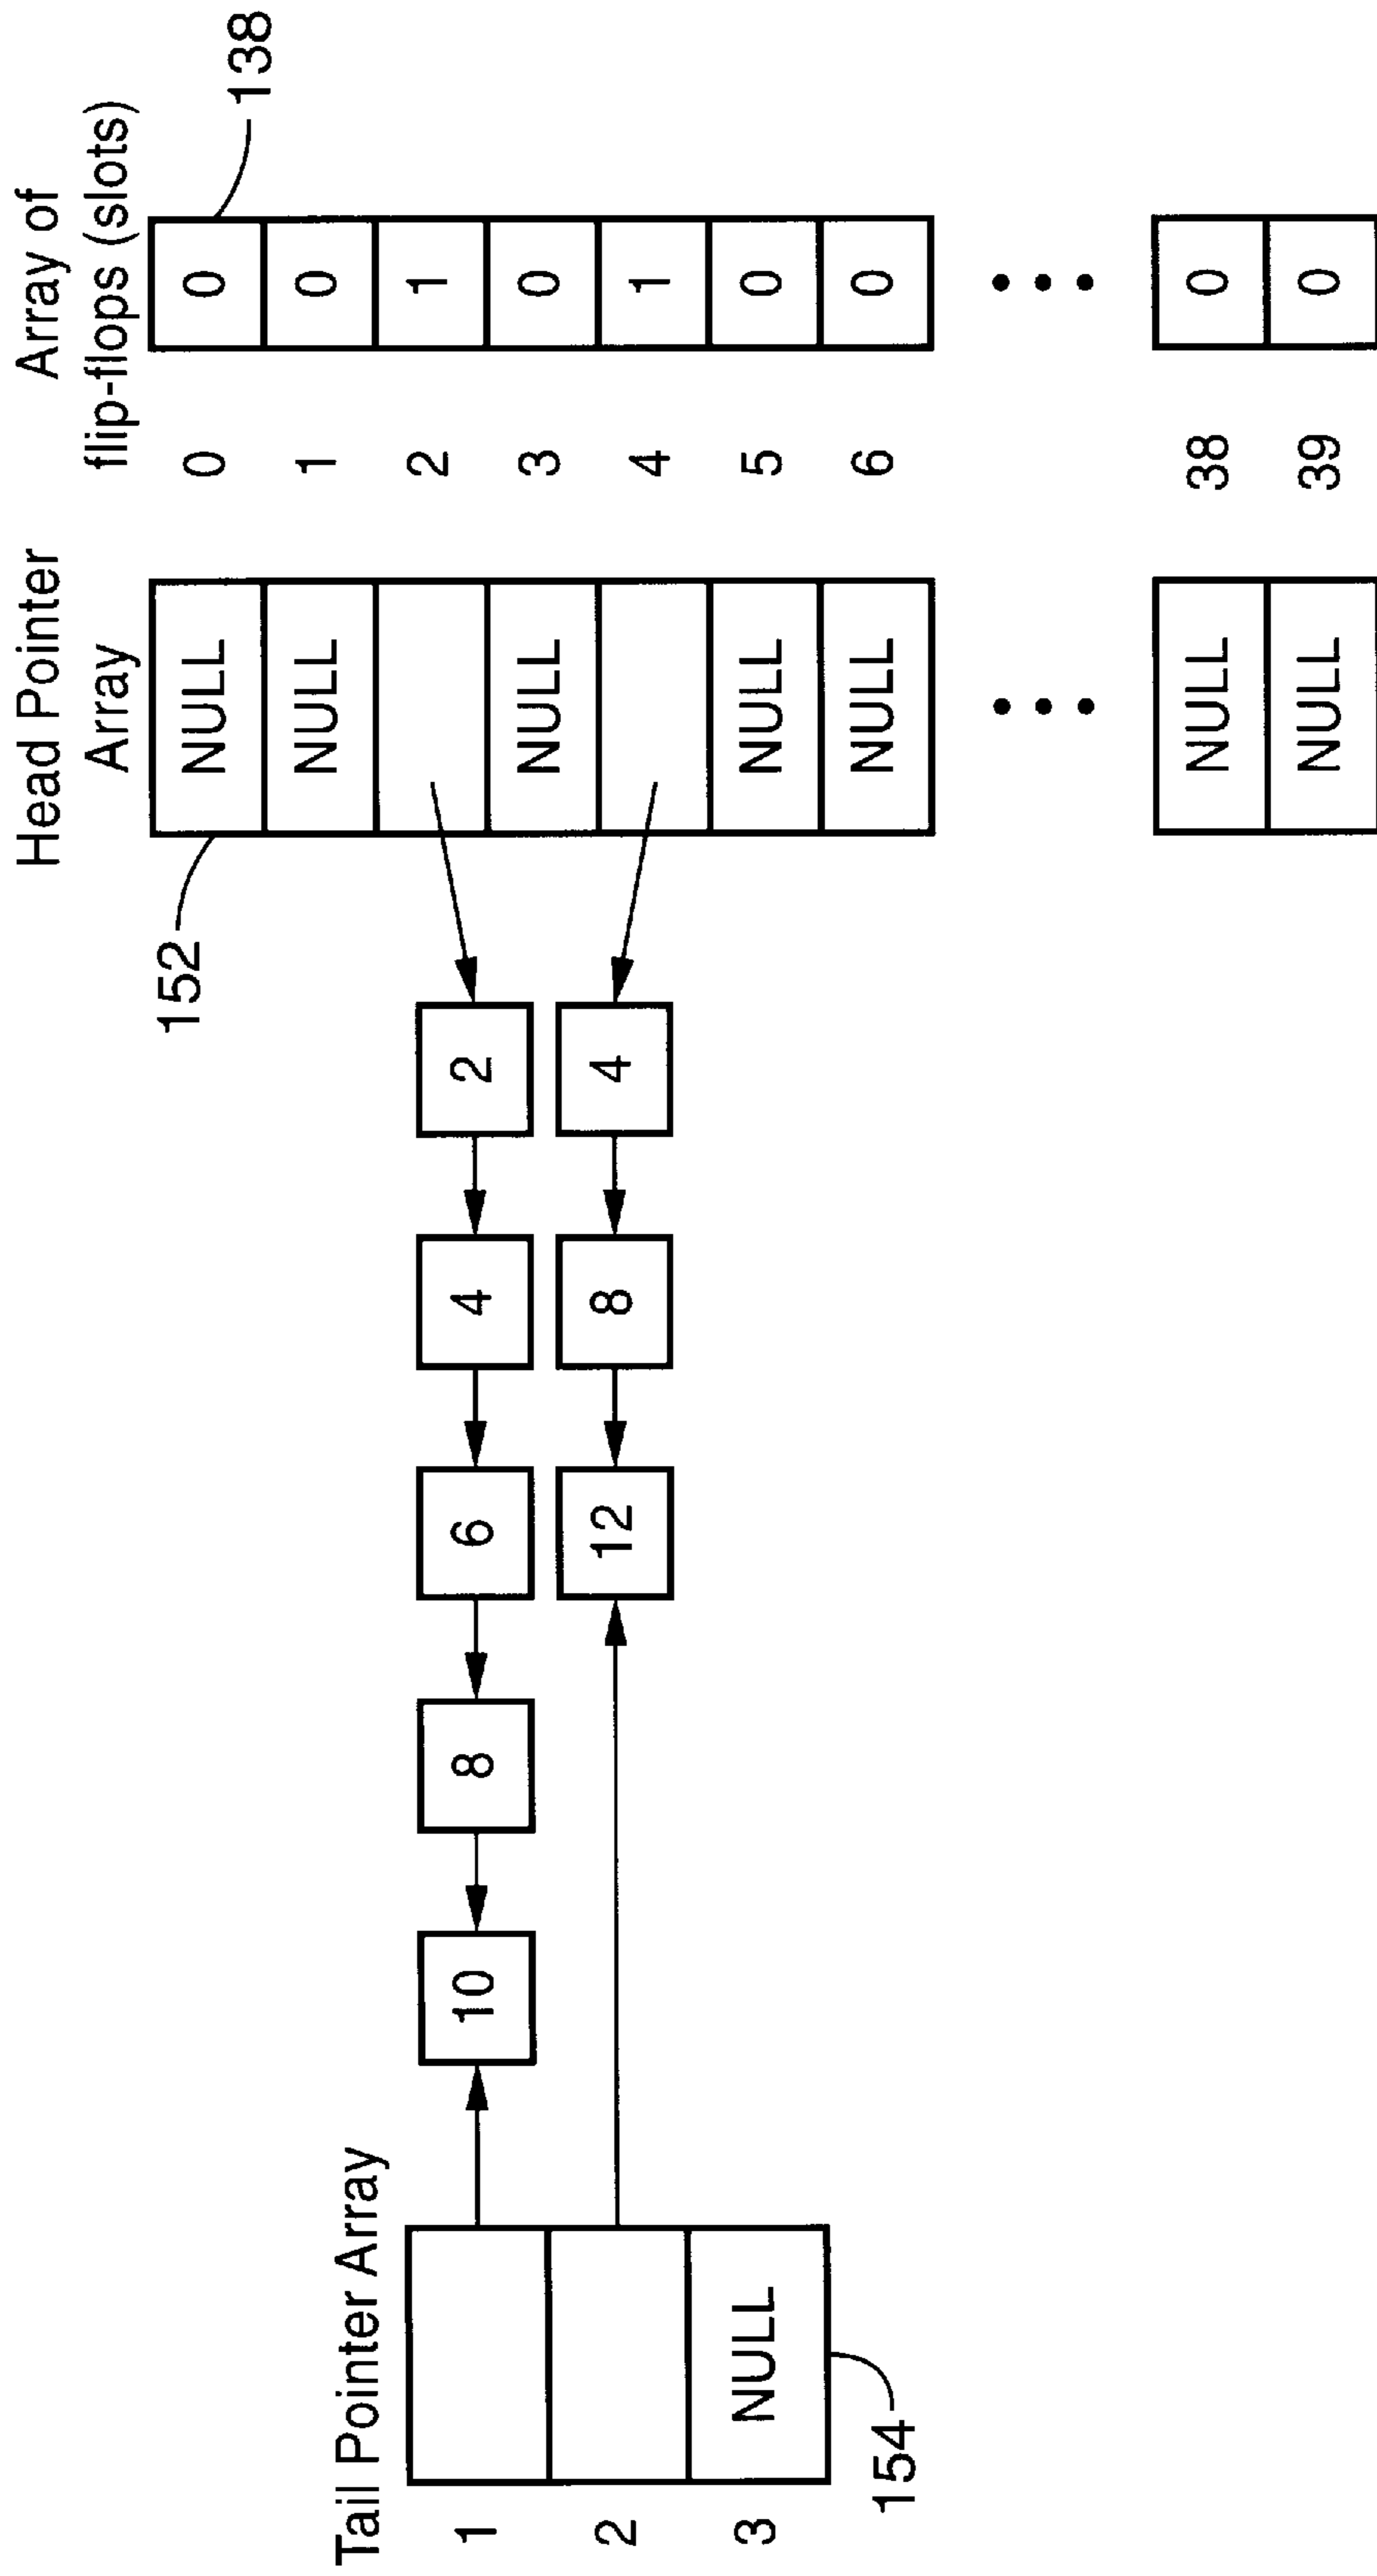 Tail Pointer Array
1
2
3
NULL
154
10
8
6
4
2
12
8
4
152
Head Pointer
Array
NULL
NULL
NULL
NULL
NULL
NULL
NULL
0
1
2
3
4
5
6
38
39
Array of
flip-flops (slots)
138
0
0
1
0
1
0
0
0
0